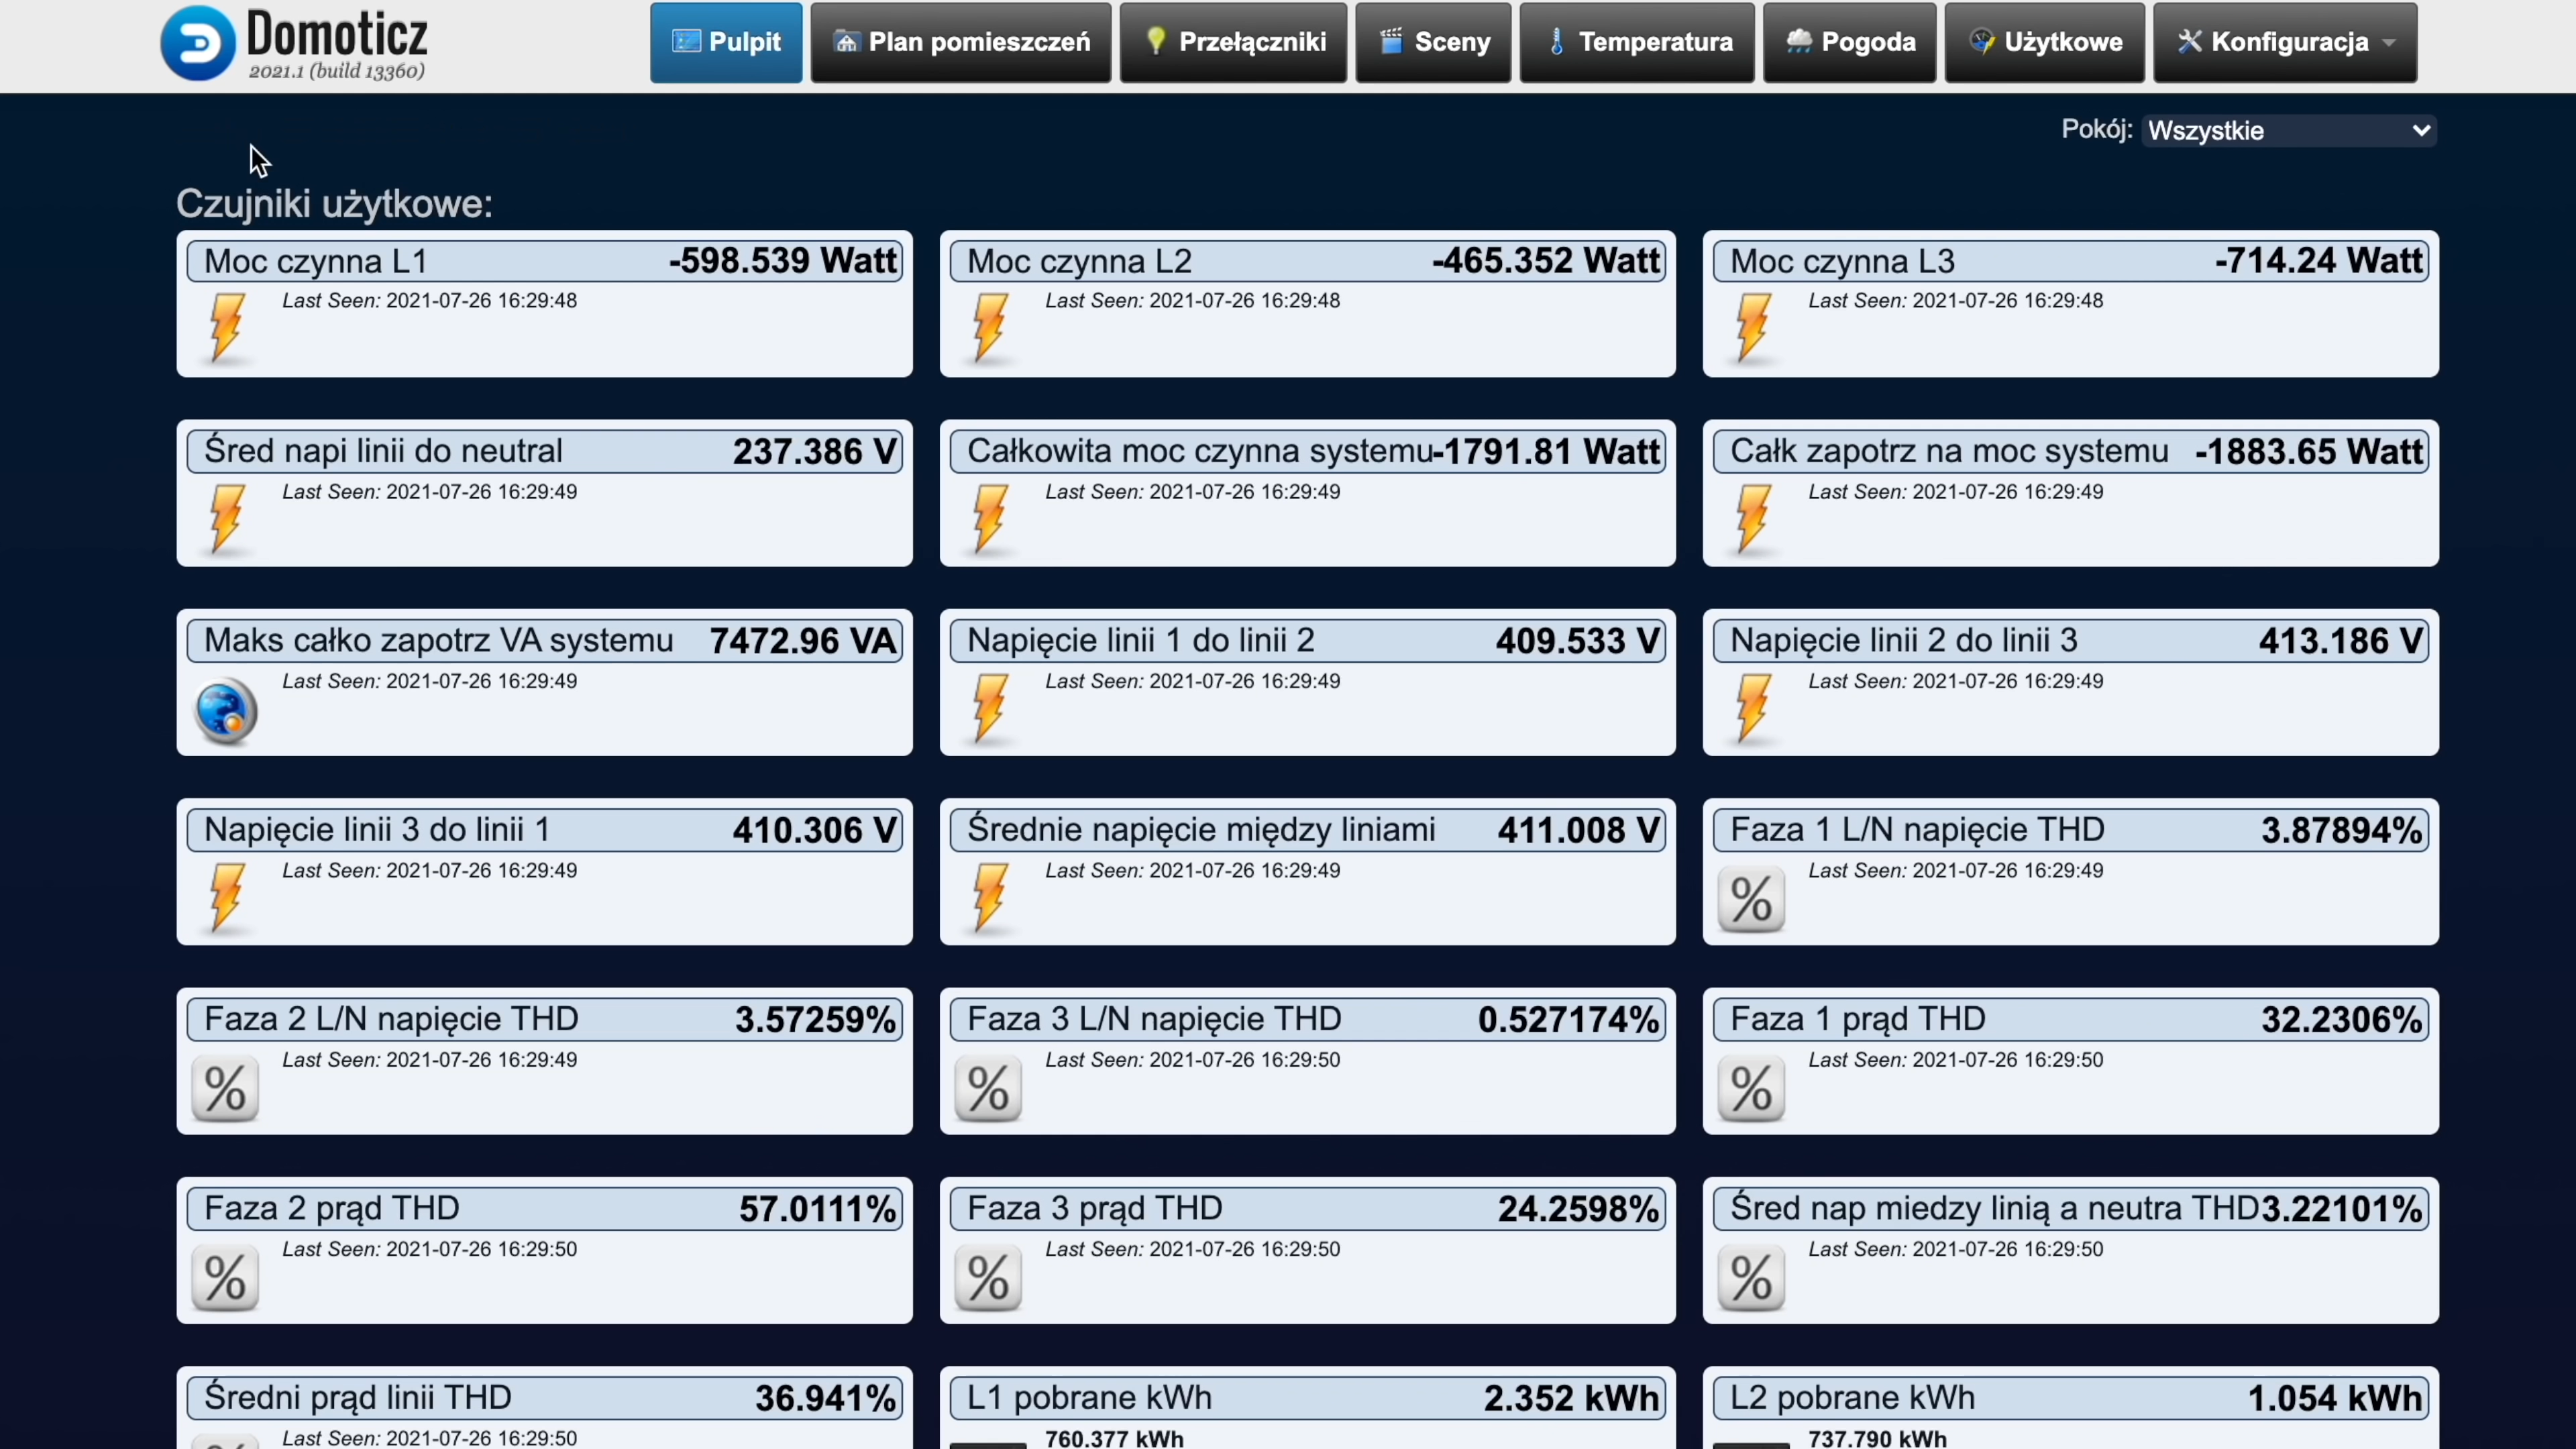 Domoticz
2021.1 (build 13360)
Pulpit
Plan pomieszczeń
Przełączniki
Sceny
Temperatura
Pogoda
Użytkowe
Konfiguracja
Pokój: Wszystkie
Czujniki użytkowe:
Moc czynna L1 -598.539 Watt
Last Seen: 2021-07-26 16:29:48
Moc czynna L2 -465.352 Watt
Last Seen: 2021-07-26 16:29:48
Moc czynna L3 -714.24 Watt
Last Seen: 2021-07-26 16:29:48
Śred napi linii do neutral 237.386 V
Last Seen: 2021-07-26 16:29:49
Całkowita moc czynna systemu -1791.81 Watt
Last Seen: 2021-07-26 16:29:49
Całk zapotrz na moc systemu -1883.65 Watt
Last Seen: 2021-07-26 16:29:49
Maks całko zapotrz VA systemu 7472.96 VA
Last Seen: 2021-07-26 16:29:49
Napięcie linii 1 do linii 2 409.533 V
Last Seen: 2021-07-26 16:29:49
Napięcie linii 2 do linii 3 413.186 V
Last Seen: 2021-07-26 16:29:49
Napięcie linii 3 do linii 1 410.306 V
Last Seen: 2021-07-26 16:29:49
Średnie napięcie między liniami 411.008 V
Last Seen: 2021-07-26 16:29:49
Faza 1 L/N napięcie THD 3.87894%
Last Seen: 2021-07-26 16:29:49
%
Faza 2 L/N napięcie THD 3.57259%
Last Seen: 2021-07-26 16:29:49
%
Faza 3 L/N napięcie THD 0.527174%
Last Seen: 2021-07-26 16:29:50
%
Faza 1 prąd THD 32.2306%
Last Seen: 2021-07-26 16:29:50
%
Faza 2 prąd THD 57.0111%
Last Seen: 2021-07-26 16:29:50
%
Faza 3 prąd THD 24.2598%
Last Seen: 2021-07-26 16:29:50
%
Śred nap miedzy linią a neutra THD 3.22101%
Last Seen: 2021-07-26 16:29:50
%
Średni prąd linii THD 36.941%
Last Seen: 2021-07-26 16:29:50
L1 pobrane kWh 2.352 kWh
760.377 kWh
L2 pobrane kWh 1.054 kWh
737.790 kWh